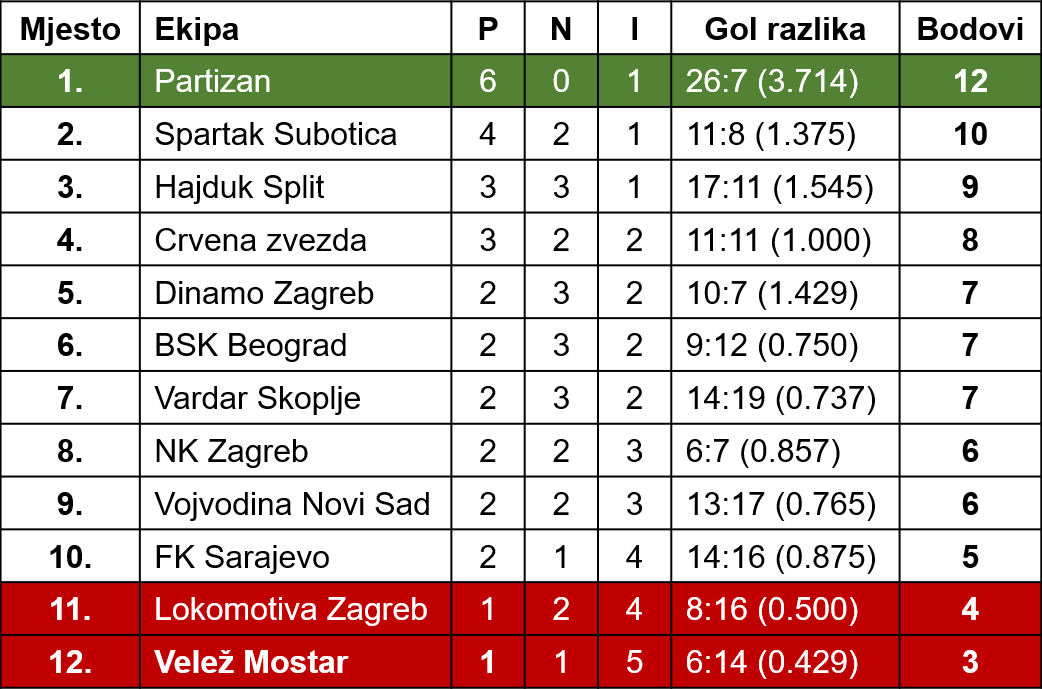 Mjesto Ekipa P N I Gol razlika Bodovi
1. Partizan 6 0 1 26:7 (3.714) 12
2. Spartak Subotica 4 2 1 11:8 (1.375) 10
3. Hajduk Split 3 3 1 17:11 (1.545) 9
4. Crvena zvezda 3 2 2 11:11 (1.000) 8
5. Dinamo Zagreb 2 3 2 10:7 (1.429) 7
6. BSK Beograd 2 3 2 9:12 (0.750) 7
7. Vardar Skoplje 2 3 2 14:19 (0.737) 7
8. NK Zagreb 2 2 3 6:7 (0.857) 6
9. Vojvodina Novi Sad 2 2 3 13:17 (0.765) 6
10. FK Sarajevo 2 1 4 14:16 (0.875) 5
11. Lokomotiva Zagreb 1 2 4 8:16 (0.500) 4
12. Velež Mostar 1 1 5 6:14 (0.429) 3